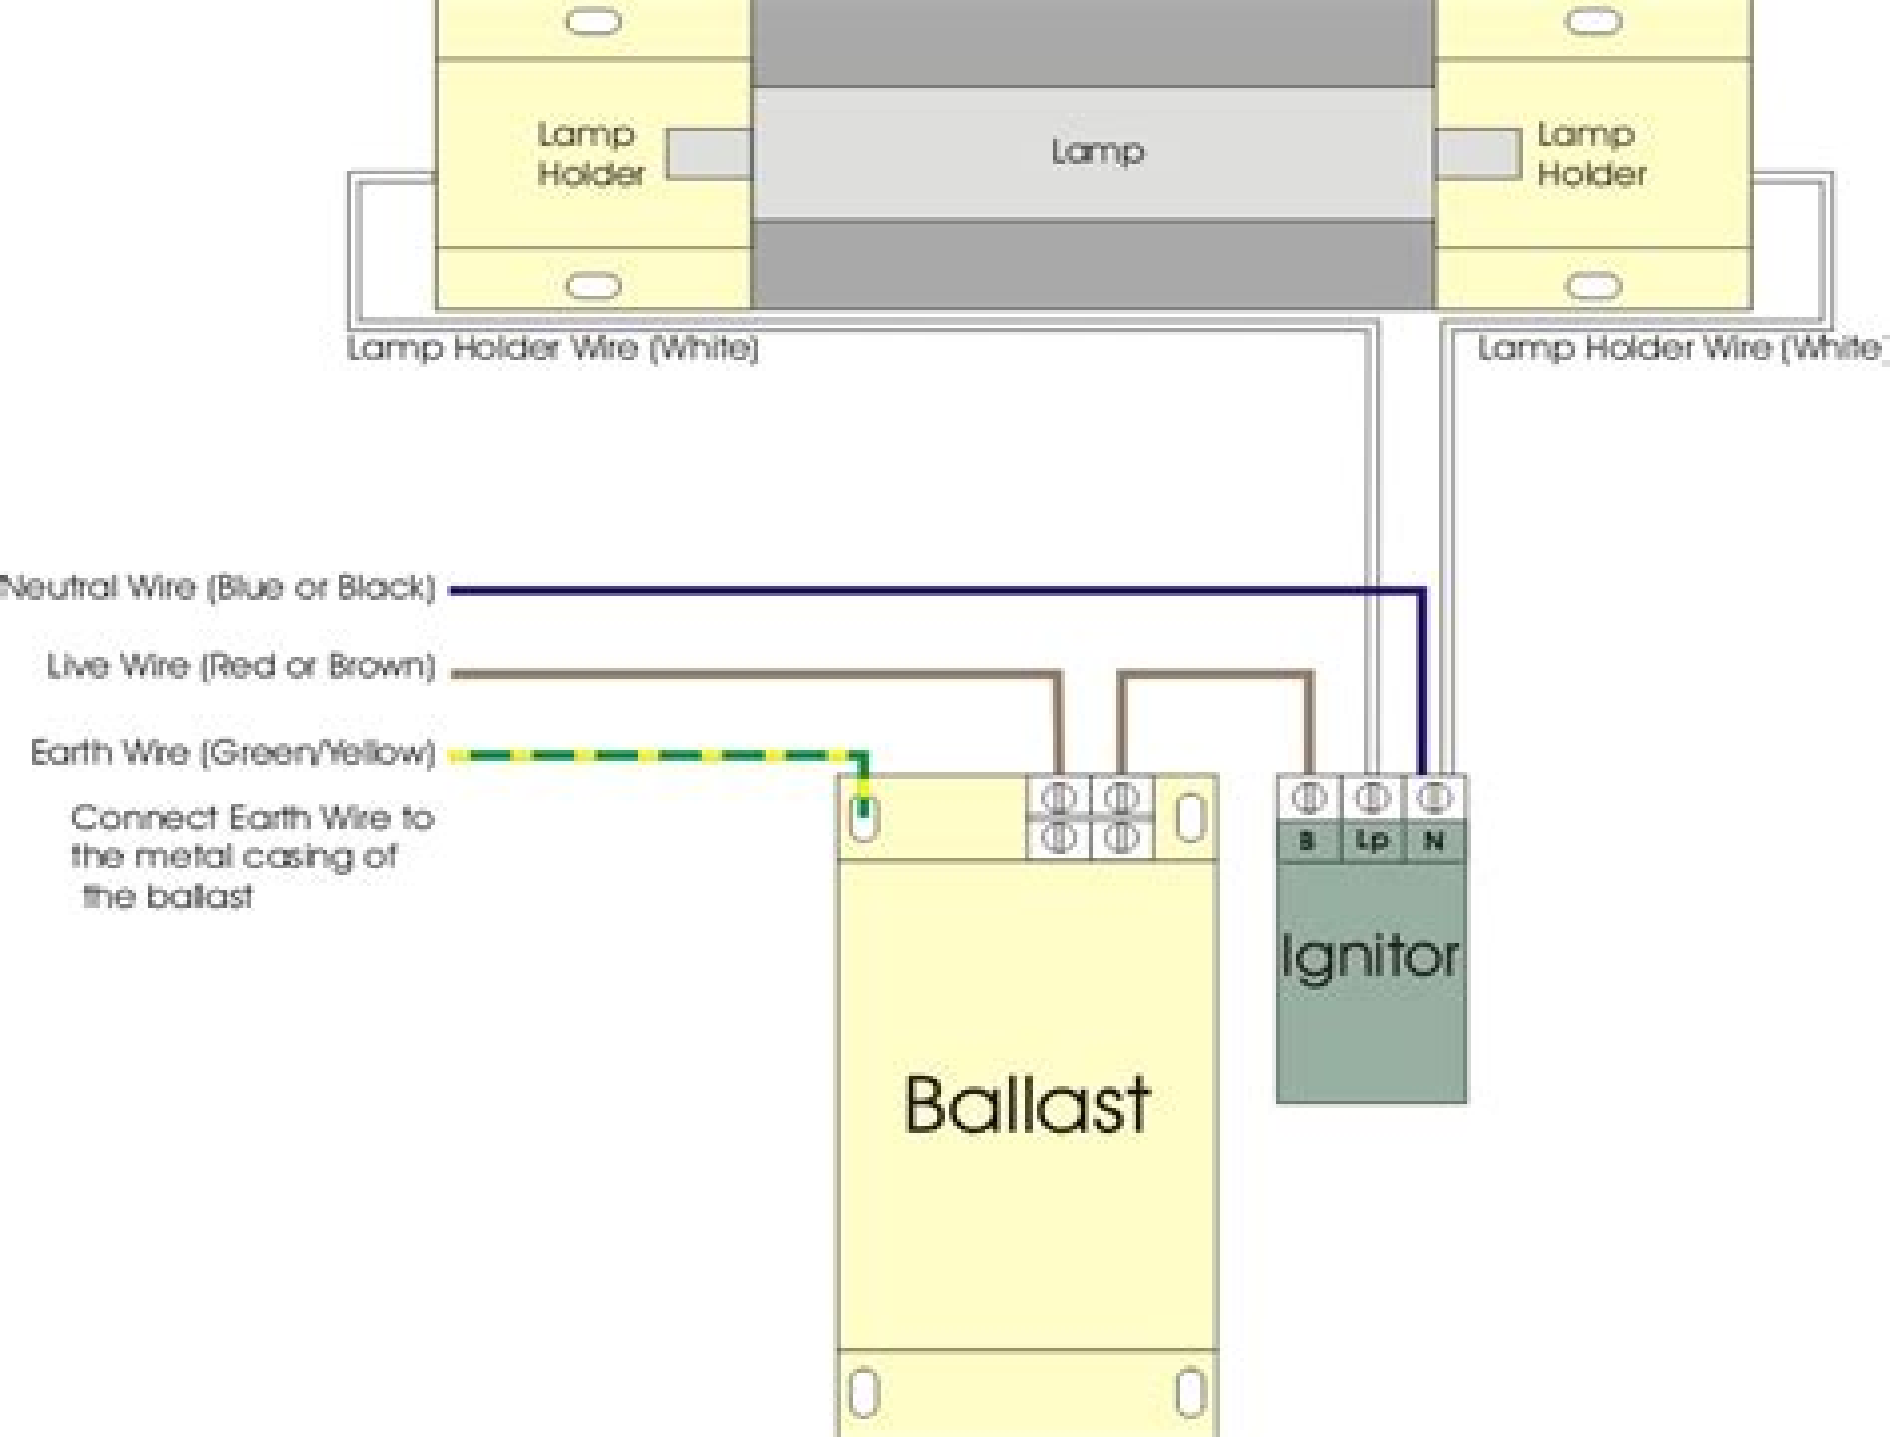 Lamp
Holder
Lamp
Lamp
Holder
Lamp Holder Wire (White)
Lamp Holder Wire (White)
Neutral Wire (Blue or Black)
Live Wire (Red or Brown)
Earth Wire (Green/Yellow)
Connect Earth Wire to
the metal casing of
the ballast
B Lp N
Ignitor
Ballast